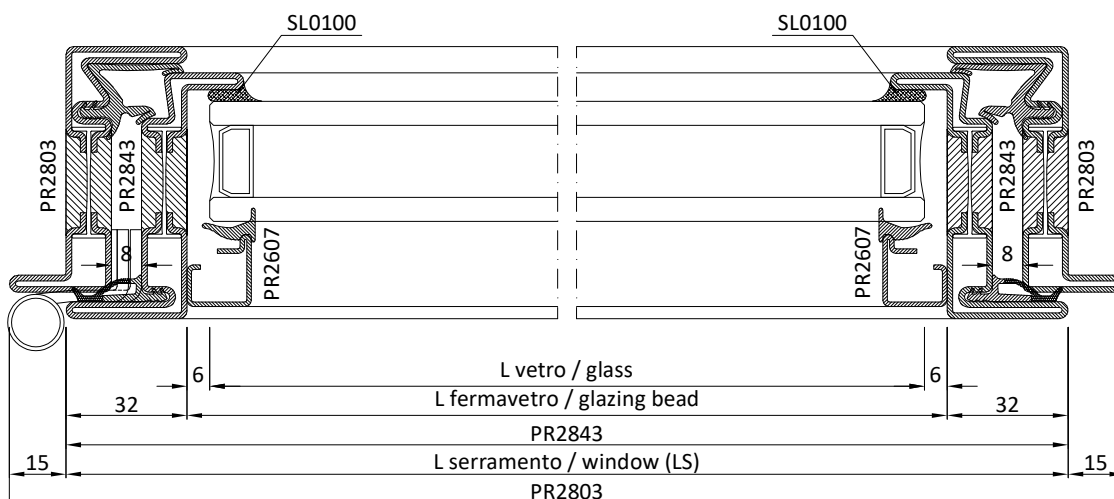 SL0100
SL0100
PR2803
PR2843
PR2843
PR2803
8
PR2607
PR2607
8
L vetro / glass
6
6
L fermavetro / glazing bead
32
32
PR2843
15
L serramento / window (LS)
15
PR2803